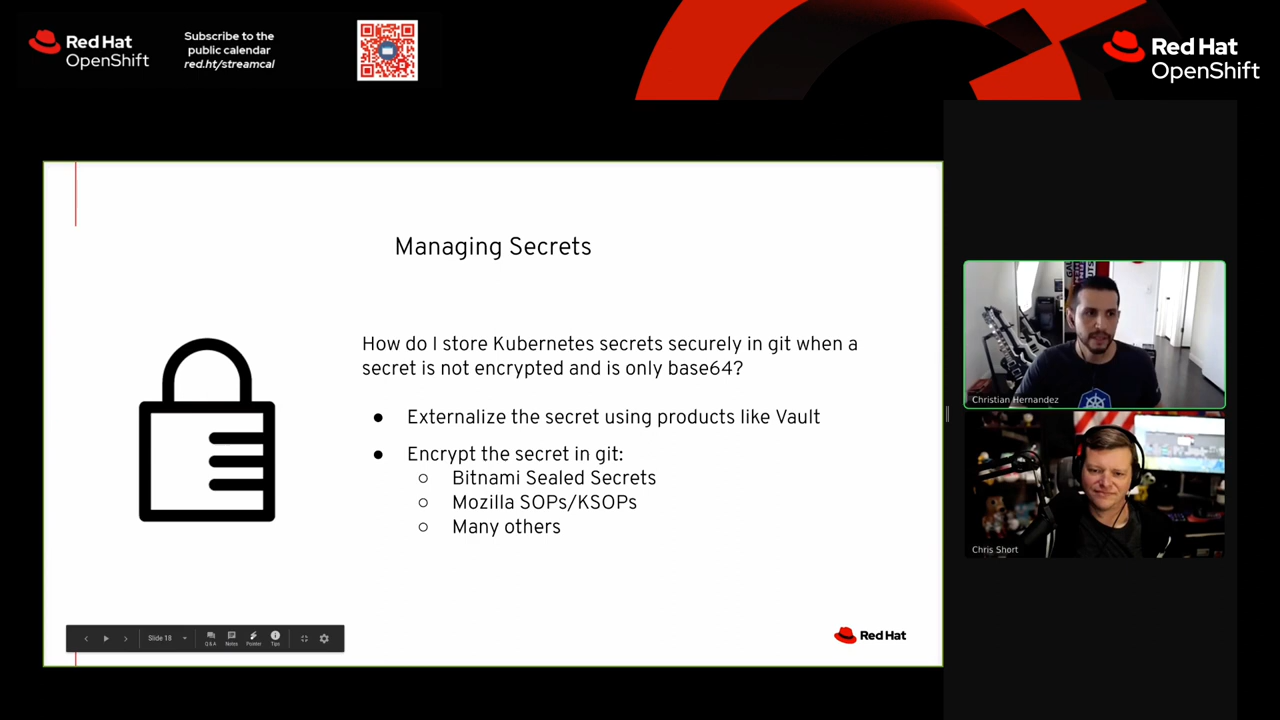 Red Hat
OpenShift
Subscribe to the
public calendar
red.ht/streamcal
Red Hat
OpenShift
Managing Secrets
How do I store Kubernetes secrets securely in git when a
secret is not encrypted and is only base64?
● Externalize the secret using products like Vault
● Encrypt the secret in git:
○ Bitnami Sealed Secrets
○ Mozilla SOPs/KSOPs
○ Many others
Slide 18
Q&A
Notes
Pointer
Tips
Red Hat
Christian Hernandez
Chris Short